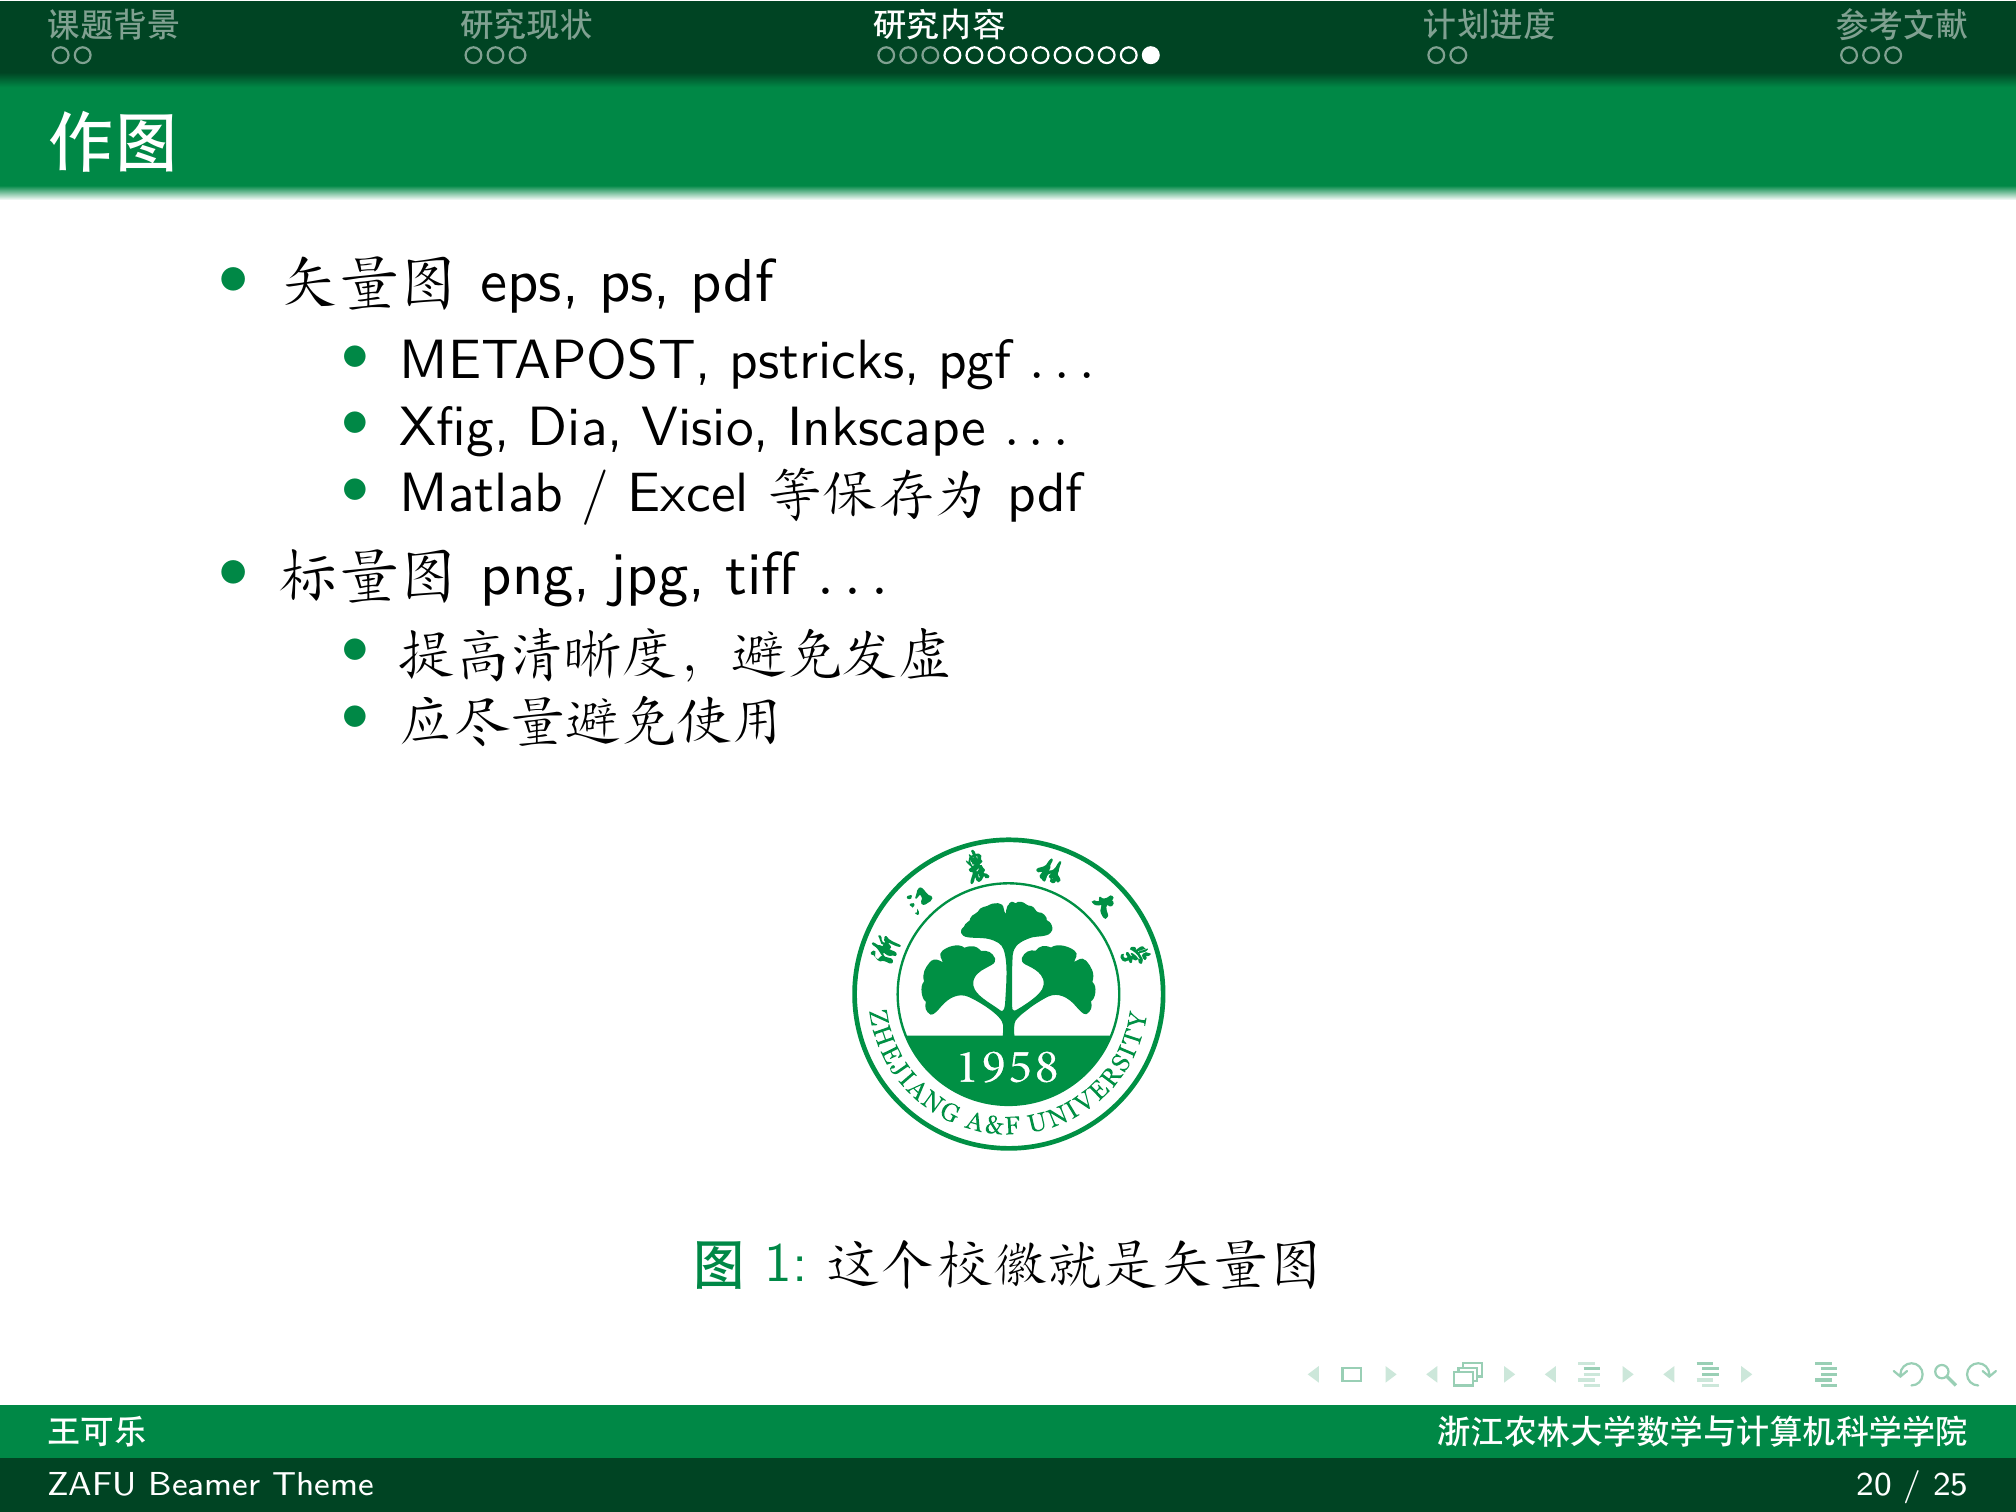 课题背景
研究现状
研究内容
计划进度
参考文献
作图
矢量图 eps, ps, pdf
METAPOST, pstricks, pgf . . .
Xfig, Dia, Visio, Inkscape . . .
Matlab / Excel 等保存为 pdf
标量图 png, jpg, tiff . . .
提高清晰度，避免发虚
应尽量避免使用
浙江農林大学
1958
ZHEJIANG A&F UNIVERSITY
图 1: 这个校徽就是矢量图
王可乐
浙江农林大学数学与计算机科学学院
ZAFU Beamer Theme
20 / 25